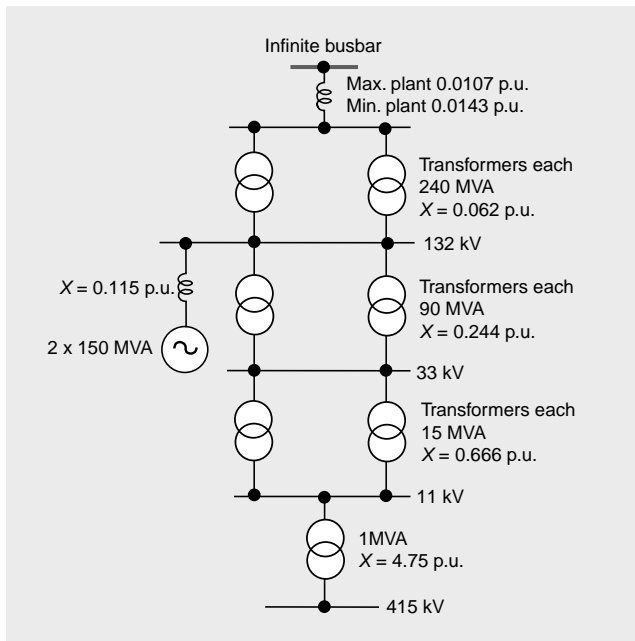 Infinite busbar
Max. plant 0.0107 p.u.
Min. plant 0.0143 p.u.
Transformers each
240 MVA
X = 0.062 p.u.
132 kV
X = 0.115 p.u.
2 x 150 MVA
Transformers each
90 MVA
X = 0.244 p.u.
33 kV
Transformers each
15 MVA
X = 0.666 p.u.
11 kV
1MVA
X = 4.75 p.u.
415 kV